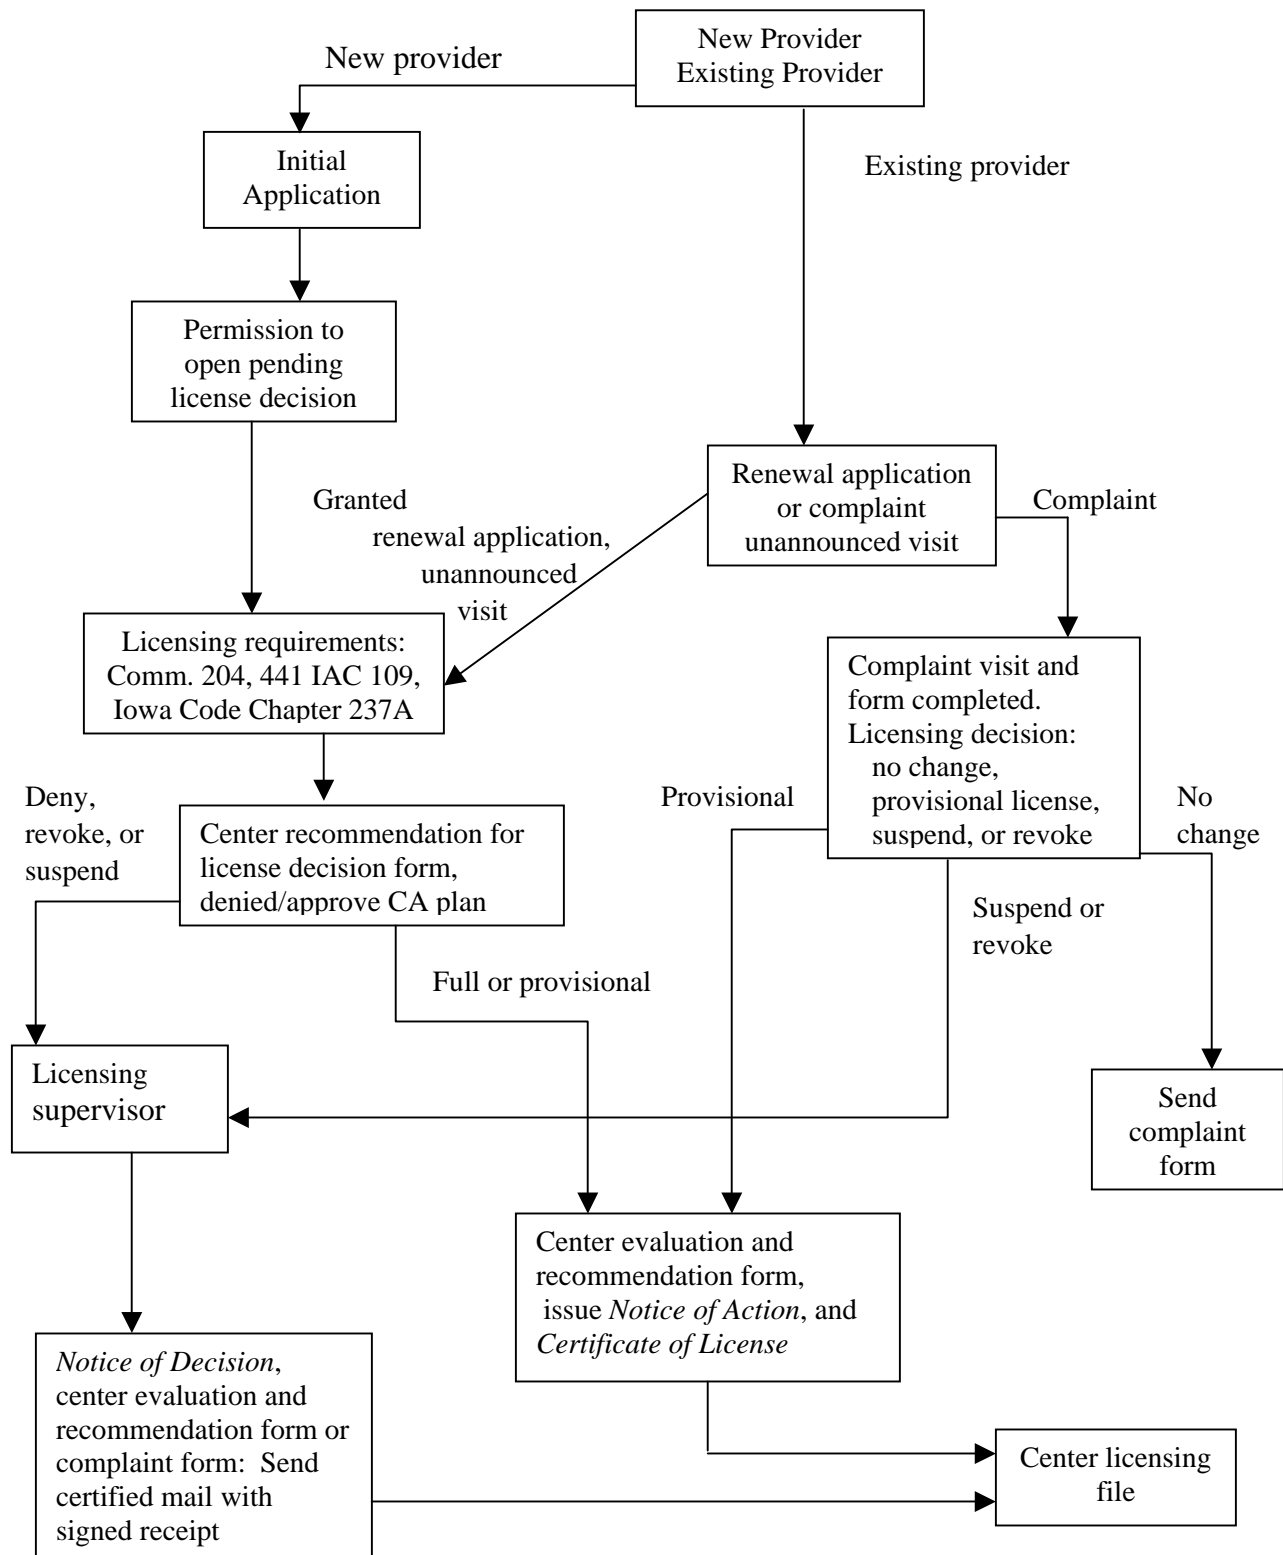 New Provider
Existing Provider
New provider
Initial
Application
Existing provider
Permission to
open pending
license decision
Renewal application
or complaint
unannounced visit
Complaint
Granted
renewal application,
unannounced
visit
Licensing requirements:
Comm. 204, 441 IAC 109,
Iowa Code Chapter 237A
Complaint visit and
form completed.
Licensing decision:
no change,
provisional license,
suspend, or revoke
Deny,
revoke, or
suspend
Center recommendation for
license decision form,
denied/approve CA plan
Provisional
No
change
Suspend or
revoke
Full or provisional
Licensing
supervisor
Send
complaint
form
Center evaluation and
recommendation form,
issue Notice of Action, and
Certificate of License
Notice of Decision,
center evaluation and
recommendation form or
complaint form:  Send
certified mail with
signed receipt
Center licensing
file